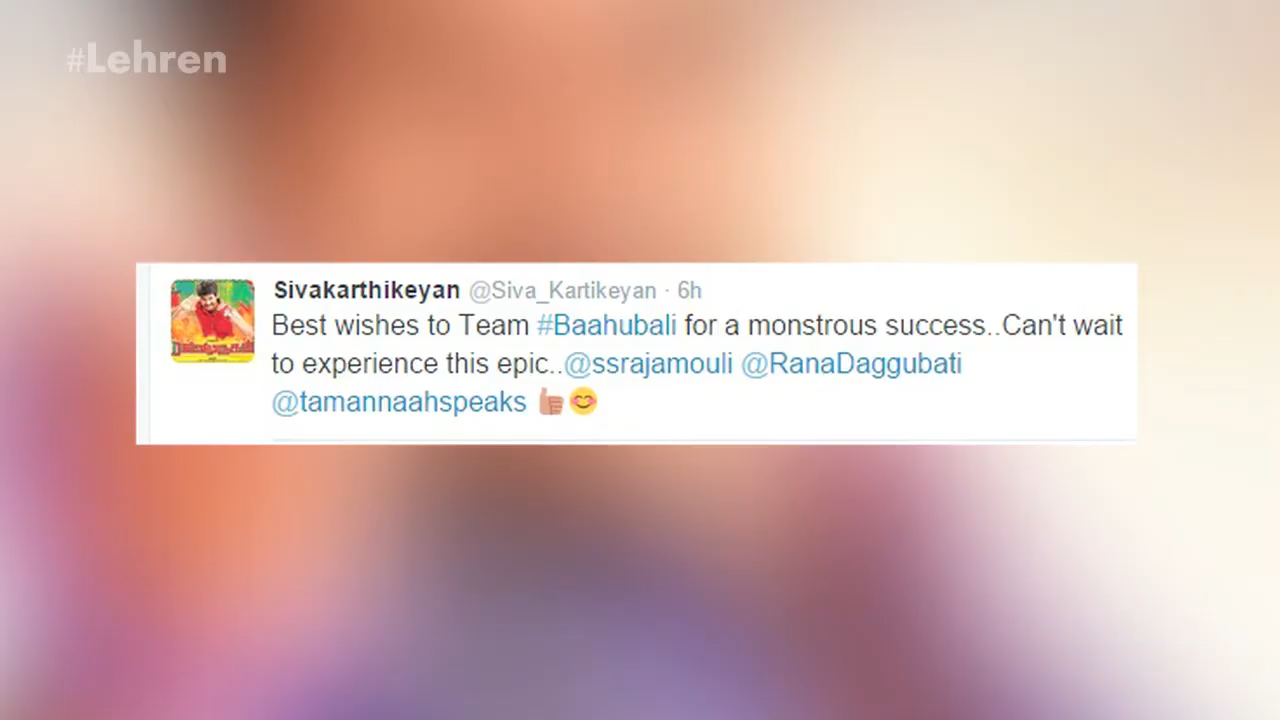 #Lehren
Sivakarthikeyan @Siva_Kartikeyan · 6h
Best wishes to Team #Baahubali for a monstrous success..Can't wait
to experience this epic..@ssrajamouli @RanaDaggubati
@tamannaahspeaks 👍😊